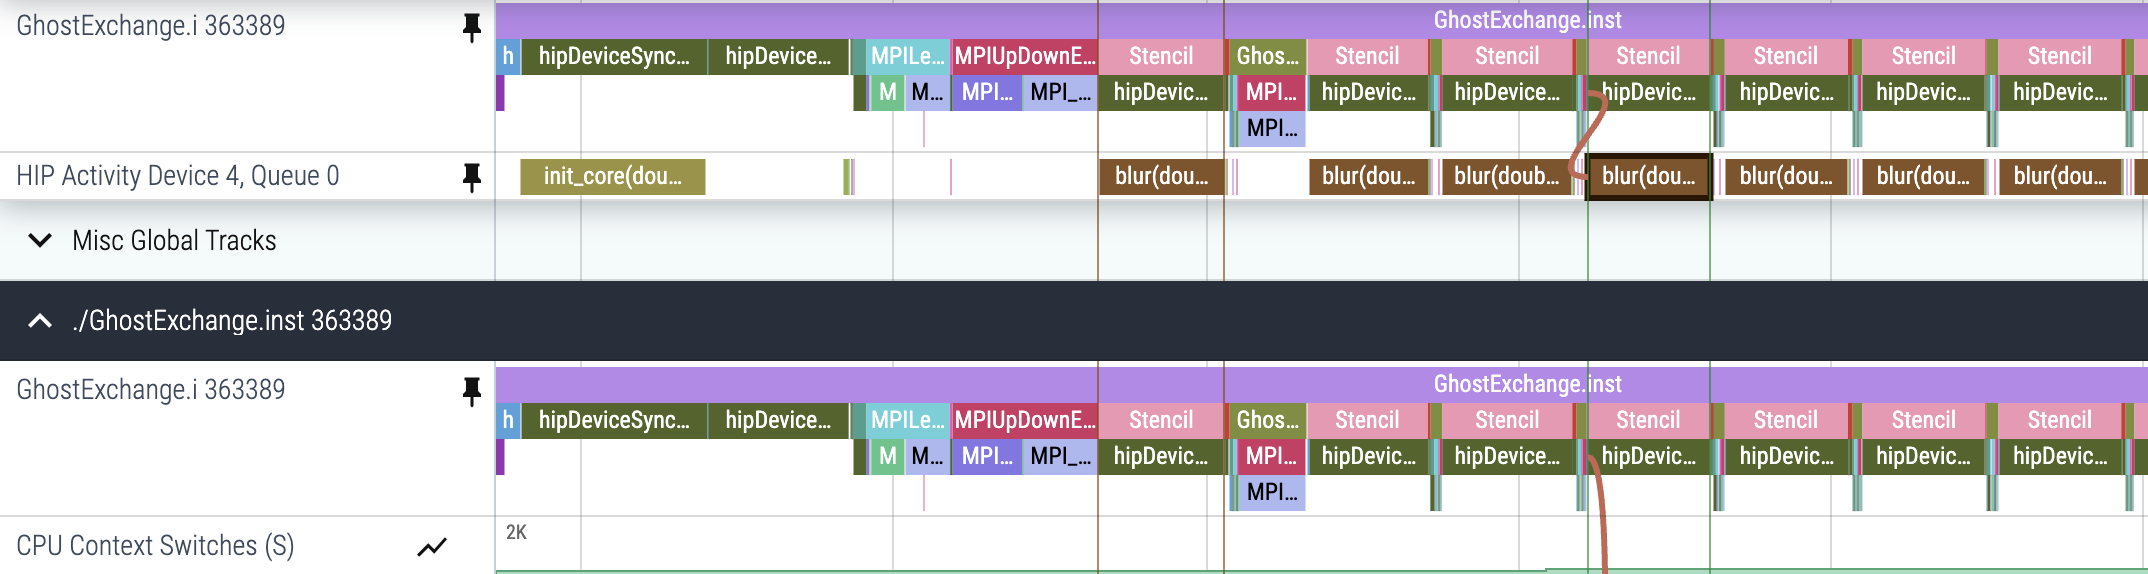 GhostExchange.i 363389
GhostExchange.inst
h hipDeviceSync... hipDevice... MPILe... MPIUpDownE... Stencil Ghos... Stencil Stencil Stencil Stencil Stencil Stencil
M M... MPI... MPI_... hipDevic... MPI... hipDevic... hipDevice... hipDevic... hipDevic... hipDevic... hipDevic...
MPI...
HIP Activity Device 4, Queue 0 init_core(dou... blur(dou... blur(dou... blur(doub... blur(dou... blur(dou... blur(dou... blur(dou...
Misc Global Tracks
./GhostExchange.inst 363389
GhostExchange.i 363389
GhostExchange.inst
h hipDeviceSync... hipDevice... MPILe... MPIUpDownE... Stencil Ghos... Stencil Stencil Stencil Stencil Stencil Stencil
M M... MPI... MPI_... hipDevic... MPI... hipDevic... hipDevice... hipDevic... hipDevic... hipDevic... hipDevic...
MPI...
CPU Context Switches (S) 2K